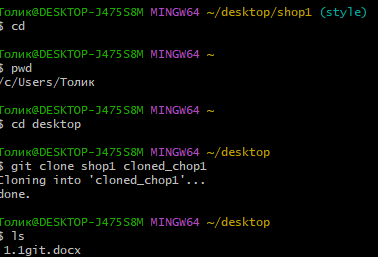 Толик@DESKTOP-J475S8M MINGW64 ~/desktop/shop1 (style)
$ cd
Толик@DESKTOP-J475S8M MINGW64 ~
$ pwd
/c/Users/Толик
Толик@DESKTOP-J475S8M MINGW64 ~
$ cd desktop
Толик@DESKTOP-J475S8M MINGW64 ~/desktop
$ git clone shop1 cloned_chop1
Cloning into 'cloned_chop1'...
done.
Толик@DESKTOP-J475S8M MINGW64 ~/desktop
$ ls
1.1git.docx